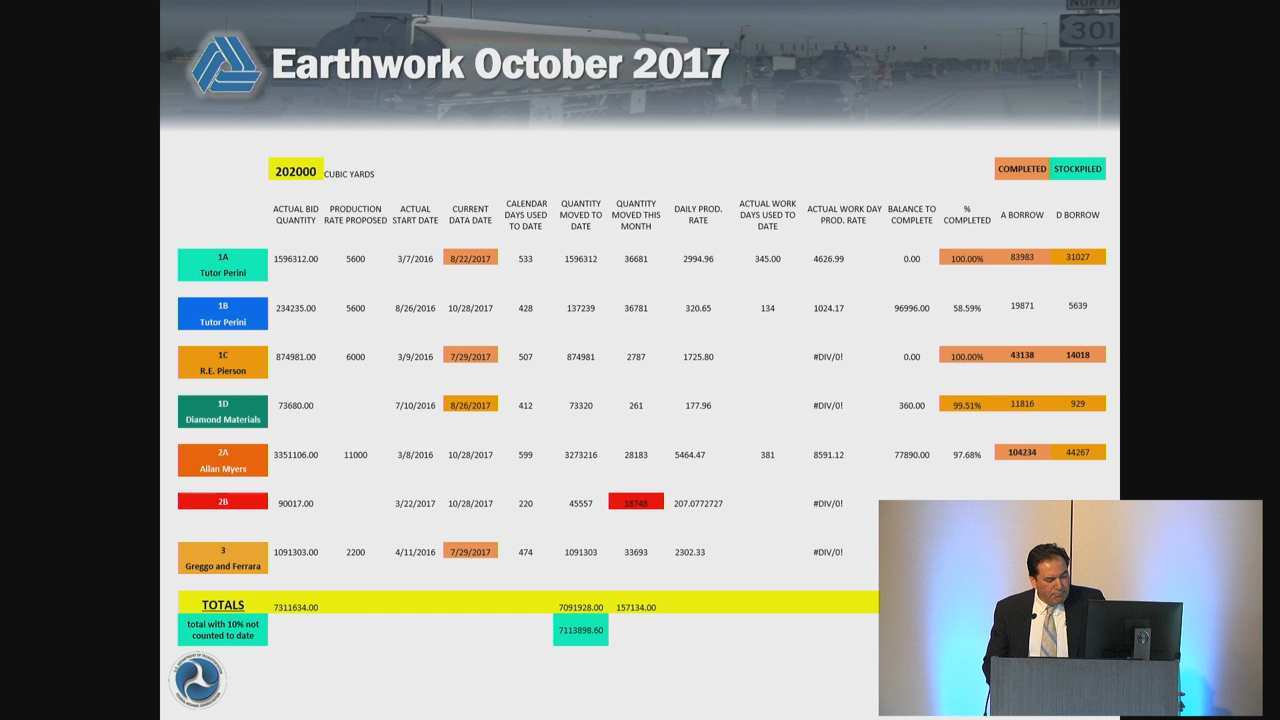 NORTH
301
Earthwork October 2017
202000 CUBIC YARDS
COMPLETED STOCKPILED
ACTUAL BID QUANTITY PRODUCTION RATE PROPOSED ACTUAL START DATE CURRENT DATA DATE CALENDAR DAYS USED TO DATE QUANTITY MOVED TO DATE QUANTITY MOVED THIS MONTH DAILY PROD. RATE ACTUAL WORK DAYS USED TO DATE ACTUAL WORK DAY PROD. RATE BALANCE TO COMPLETE % COMPLETED A BORROW D BORROW
1A Tutor Perini 1596312.00 5600 3/7/2016 8/22/2017 533 1596312 36681 2994.96 345.00 4626.99 0.00 100.00% 83983 31027
1B Tutor Perini 234235.00 5600 8/26/2016 10/28/2017 428 137239 36781 320.65 134 1024.17 96996.00 58.59% 19871 5639
1C R.E. Pierson 874981.00 6000 3/9/2016 7/29/2017 507 874981 2787 1725.80 #DIV/0! 0.00 100.00% 43138 14018
1D Diamond Materials 73680.00 7/10/2016 8/26/2017 412 73320 261 177.96 #DIV/0! 360.00 99.51% 11816 929
2A Allan Myers 3351106.00 11000 3/8/2016 10/28/2017 599 3273216 28183 5464.47 381 8591.12 77890.00 97.68% 104234 44267
2B 90017.00 3/22/2017 10/28/2017 220 45557 18748 207.0772727 #DIV/0!
3 Greggo and Ferrara 1091303.00 2200 4/11/2016 7/29/2017 474 1091303 33693 2302.33 #DIV/0!
TOTALS 7311634.00 7091928.00 157134.00
total with 10% not counted to date 7113898.60